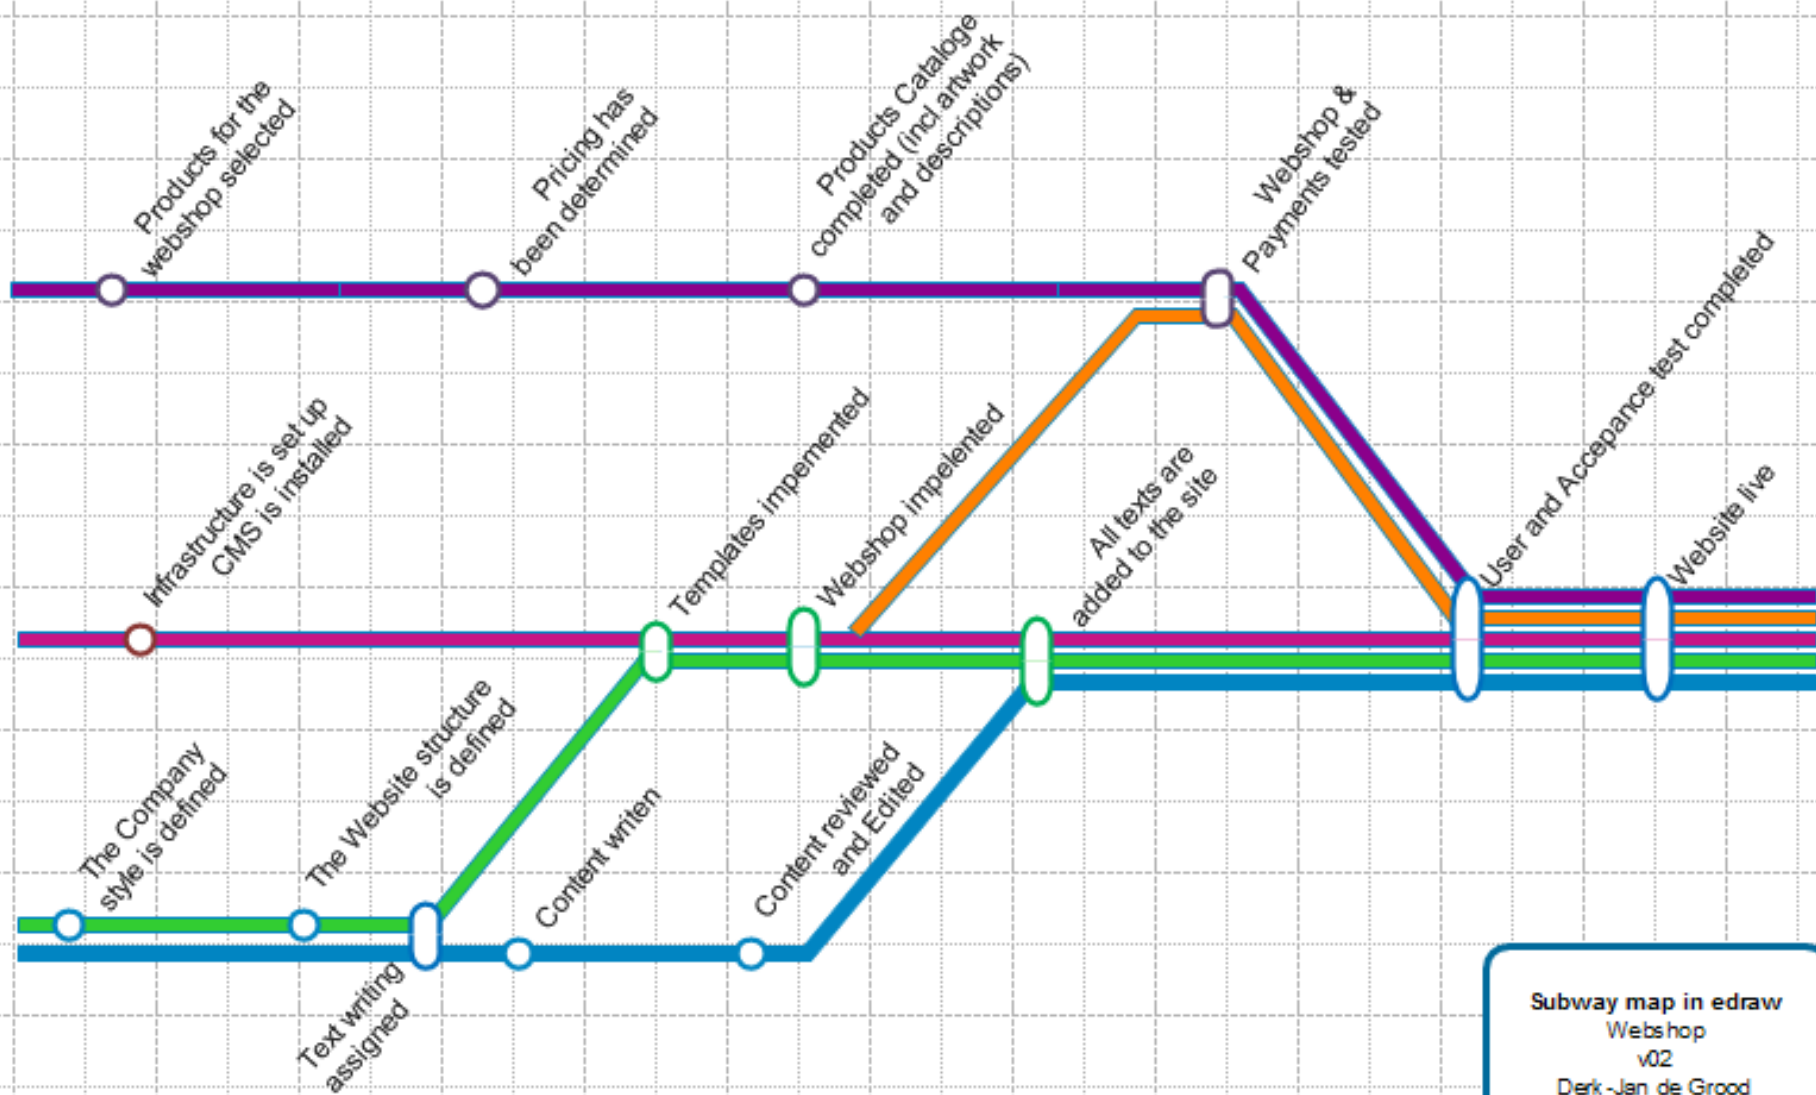 Products for the
webshop selected
Pricing has
been determined
Products Cataloge
completed (incl artwork
and descriptions)
Webshop &
Payments tested
Infrastructure is set up
CMS is installed
Templates impemented
Webshop impelented
All texts are
added to the site
User and Accepance test completed
Website live
The Company
style is defined
The Website structure
is defined
Text writing
assigned
Content writen
Content reviewed
and Edited
Subway map in edraw
Webshop
v02
Derk-Jan de Grood